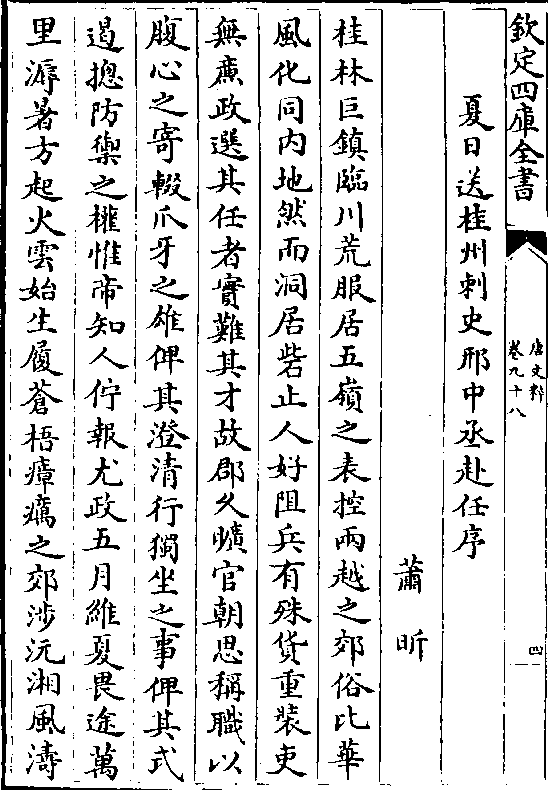 欽定四庫全書
唐文粹
卷九十八
四
夏日送桂州刺史邢中丞赴任序
蕭昕
桂林巨鎮臨川荒服居五嶺之表控兩越之郊俗比華
風化同內地然而洞居砦止人好阻兵有殊貨重裝吏
無廉政選其任者實難其才故郡久曠官朝思稱職以
腹心之寄輟爪牙之雄俾其澄清行獨坐之事俾其式
遏摠防禦之權惟帝知人佇報尤政五月維夏畏途萬
里溽暑方起火雲始生履蒼梧瘴癘之郊涉沅湘風濤